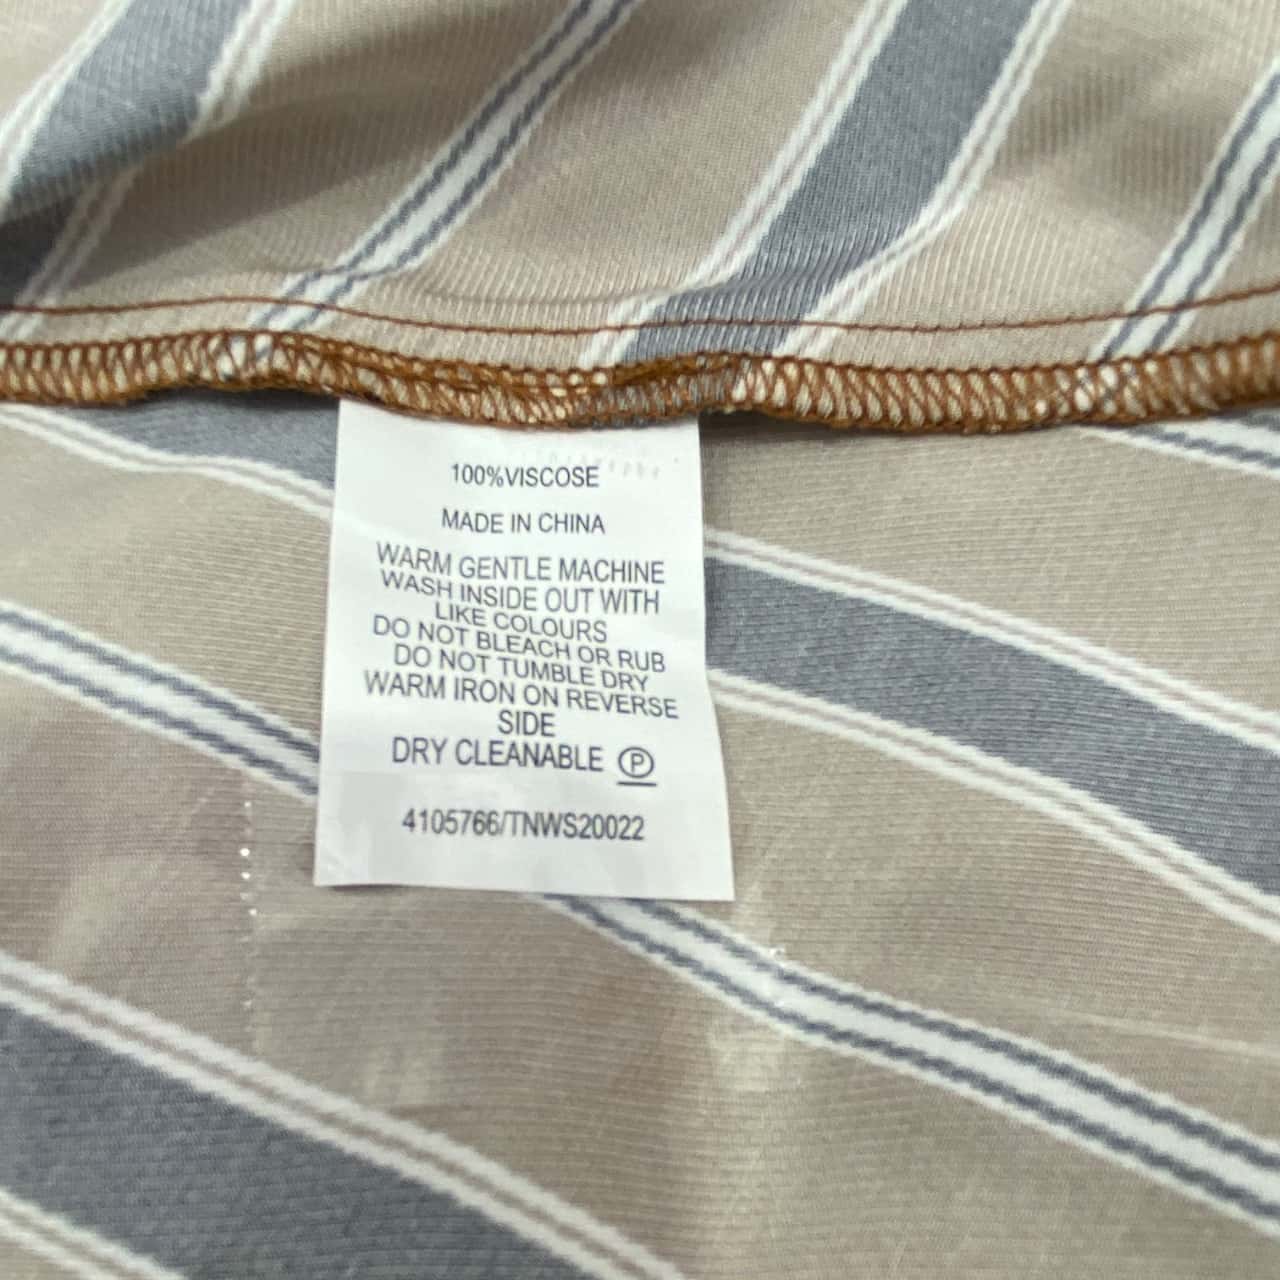 100%VISCOSE
MADE IN CHINA
WARM GENTLE MACHINE
WASH INSIDE OUT WITH
LIKE COLOURS
DO NOT BLEACH OR RUB
DO NOT TUMBLE DRY
WARM IRON ON REVERSE
SIDE
DRY CLEANABLE Ⓟ
4105766/TNWS20022